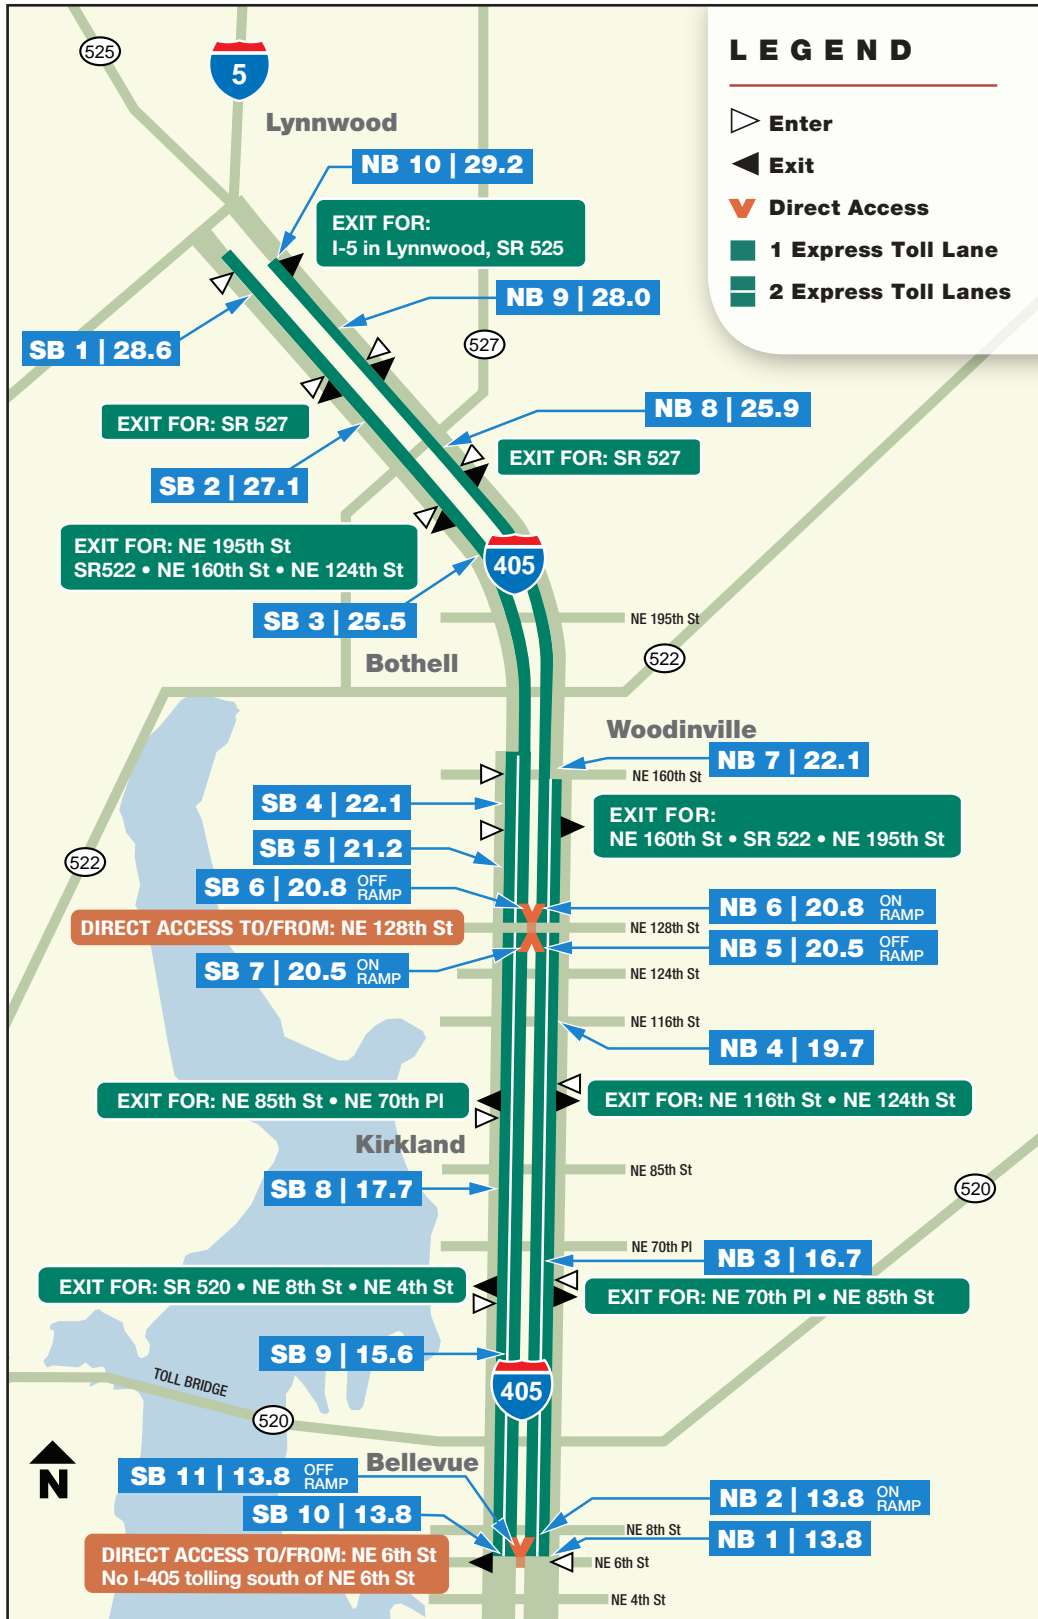 525
5
Lynnwood
LEGEND
Enter
Exit
Direct Access
1 Express Toll Lane
2 Express Toll Lanes
NB 10 | 29.2
EXIT FOR:
I-5 in Lynnwood, SR 525
NB 9 | 28.0
SB 1 | 28.6
527
EXIT FOR: SR 527
NB 8 | 25.9
EXIT FOR: SR 527
SB 2 | 27.1
EXIT FOR: NE 195th St
SR522 • NE 160th St • NE 124th St
405
SB 3 | 25.5
NE 195th St
Bothell
522
Woodinville
NB 7 | 22.1
NE 160th St
SB 4 | 22.1
EXIT FOR:
NE 160th St • SR 522 • NE 195th St
SB 5 | 21.2
522
SB 6 | 20.8 OFF RAMP
NB 6 | 20.8 ON RAMP
DIRECT ACCESS TO/FROM: NE 128th St
NE 128th St
NB 5 | 20.5 OFF RAMP
SB 7 | 20.5 ON RAMP
NE 124th St
NE 116th St
NB 4 | 19.7
EXIT FOR: NE 85th St • NE 70th Pl
EXIT FOR: NE 116th St • NE 124th St
Kirkland
NE 85th St
SB 8 | 17.7
520
NE 70th Pl
NB 3 | 16.7
EXIT FOR: SR 520 • NE 8th St • NE 4th St
EXIT FOR: NE 70th Pl • NE 85th St
SB 9 | 15.6
405
TOLL BRIDGE
520
N
Bellevue
SB 11 | 13.8 OFF RAMP
NB 2 | 13.8 ON RAMP
SB 10 | 13.8
NE 8th St
NB 1 | 13.8
DIRECT ACCESS TO/FROM: NE 6th St
No I-405 tolling south of NE 6th St
NE 6th St
NE 4th St